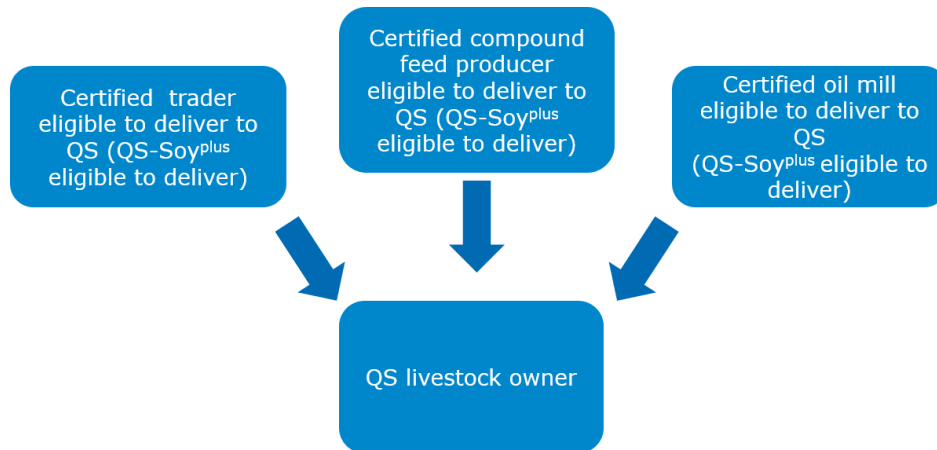 Certified trader
eligible to deliver to
QS (QS-Soyplus
eligible to deliver)
Certified compound
feed producer
eligible to deliver to
QS (QS-Soyplus
eligible to deliver)
Certified oil mill
eligible to deliver to
QS
(QS-Soyplus eligible to
deliver)
QS livestock owner